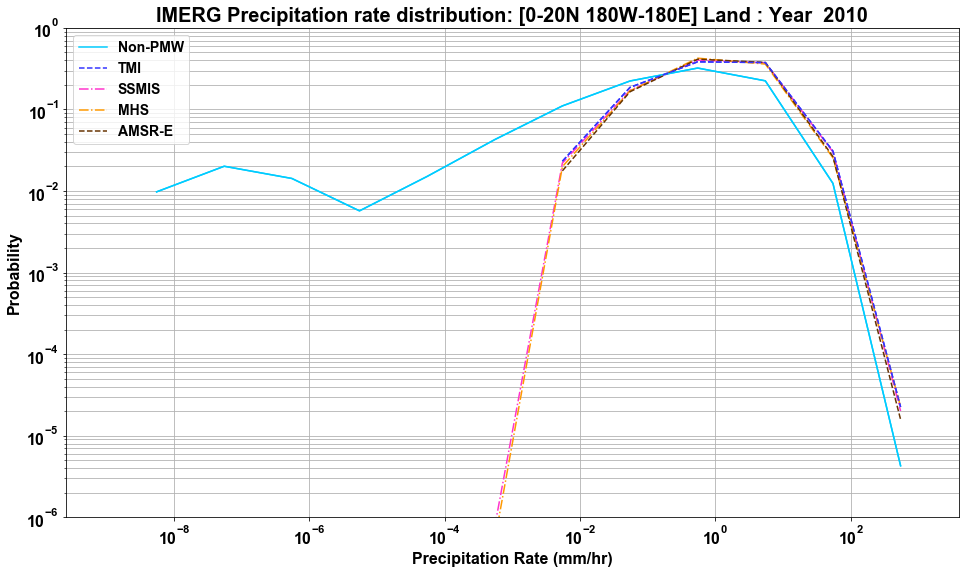 IMERG Precipitation rate distribution: [0-20N 180W-180E] Land : Year  2010
Non-PMW
TMI
SSMIS
MHS
AMSR-E
Probability
10^0
10^−1
10^−2
10^−3
10^−4
10^−5
10^−6
10^−8
10^−6
10^−4
10^−2
10^0
10^2
Precipitation Rate (mm/hr)